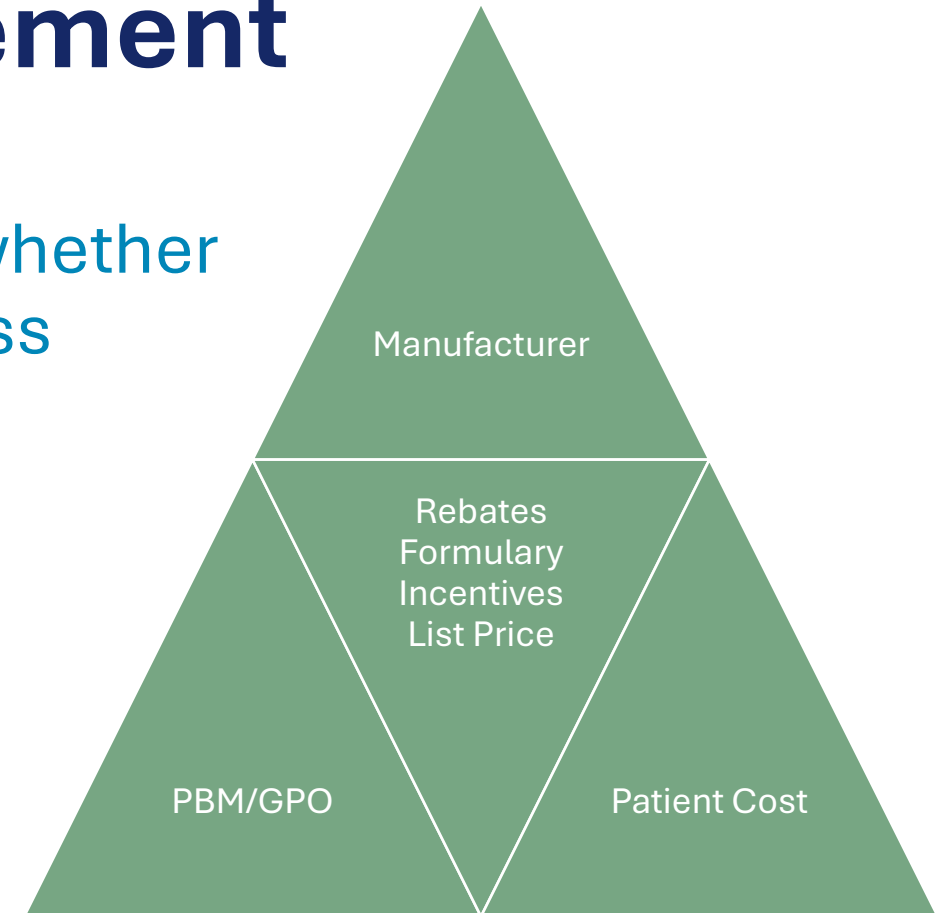 ement
whether
ss
Manufacturer
Rebates
Formulary
Incentives
List Price
PBM/GPO
Patient Cost